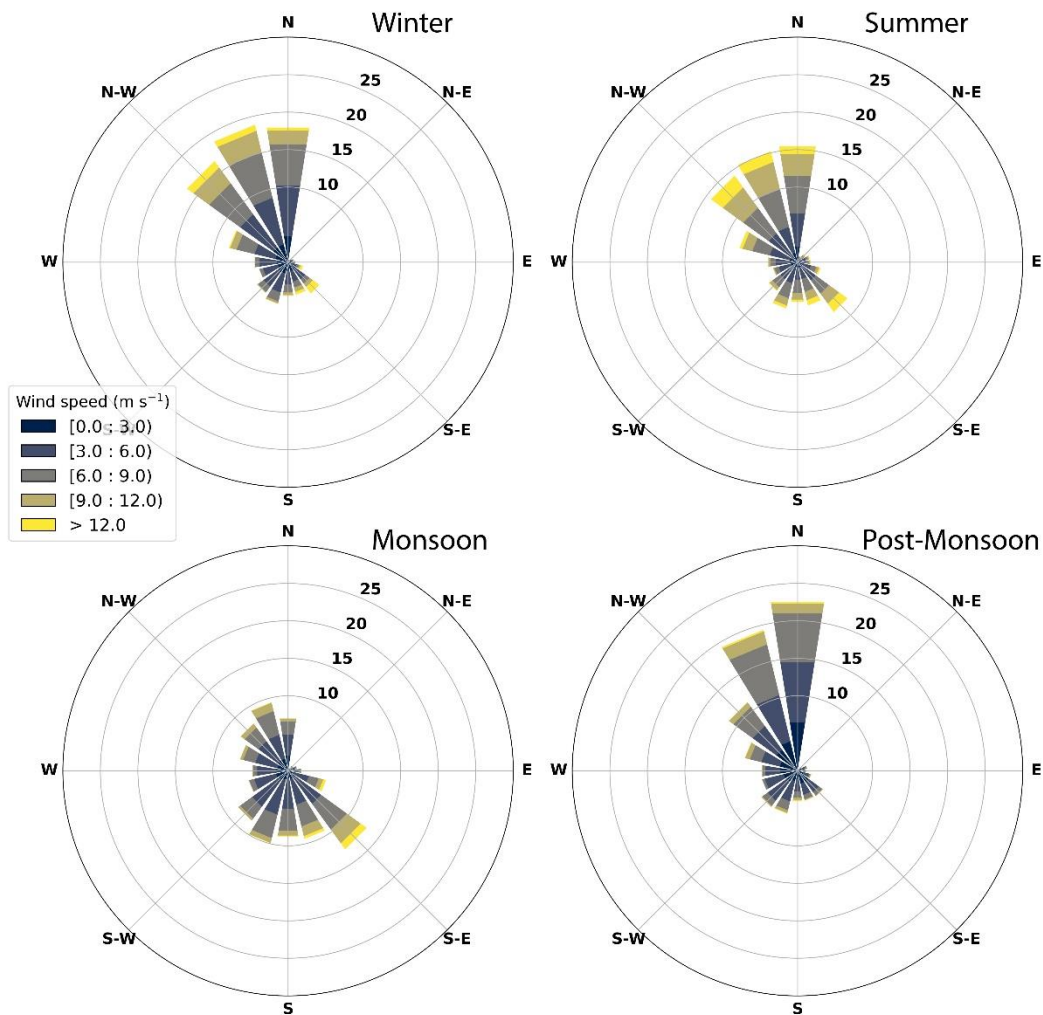 Winter
N
N-W
N-E
25
20
15
10
W
E
S-W
S-E
S
Summer
N
N-W
N-E
25
20
15
10
W
E
S-W
S-E
S
Wind speed (m s⁻¹)
[0.0 : 3.0)
[3.0 : 6.0)
[6.0 : 9.0)
[9.0 : 12.0)
> 12.0
Monsoon
N
N-W
N-E
25
20
15
10
W
E
S-W
S-E
S
Post-Monsoon
N
N-W
N-E
25
20
15
10
W
E
S-W
S-E
S